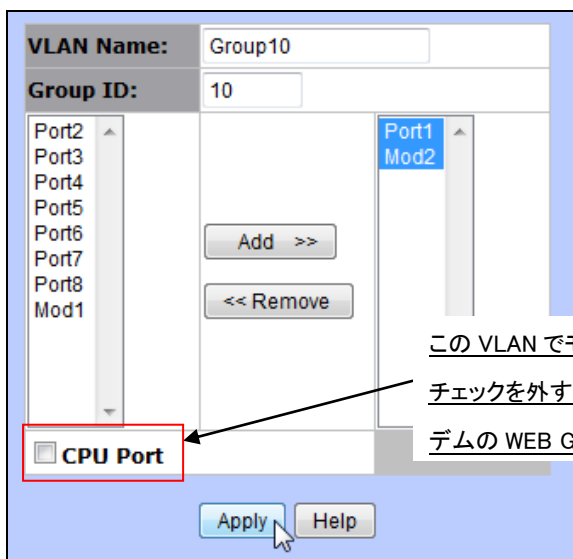 VLAN Name: Group10
Group ID: 10
Port2
Port3
Port4
Port5
Port6
Port7
Port8
Mod1
Add >>
<< Remove
Port1
Mod2
この VLAN で
チェックを外す
デムの WEB G
CPU Port
Apply Help